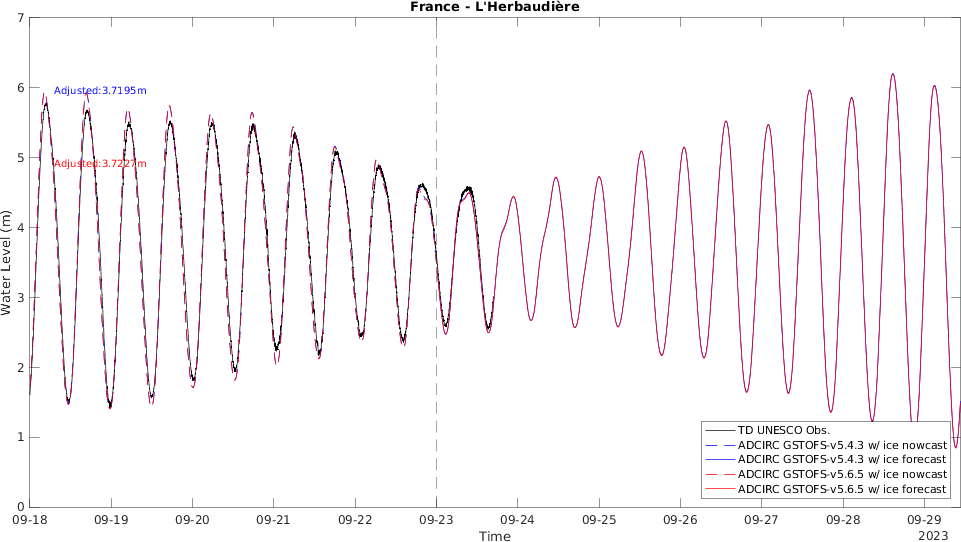 France - L'Herbaudière
7
6
5
4
3
2
1
0
Water Level (m)
Adjusted:3.7195m
Adjusted:3.7227m
TD UNESCO Obs.
ADCIRC GSTOFS-v5.4.3 w/ ice nowcast
ADCIRC GSTOFS-v5.4.3 w/ ice forecast
ADCIRC GSTOFS-v5.6.5 w/ ice nowcast
ADCIRC GSTOFS-v5.6.5 w/ ice forecast
09-18 09-19 09-20 09-21 09-22 09-23 09-24 09-25 09-26 09-27 09-28 09-29
Time
2023